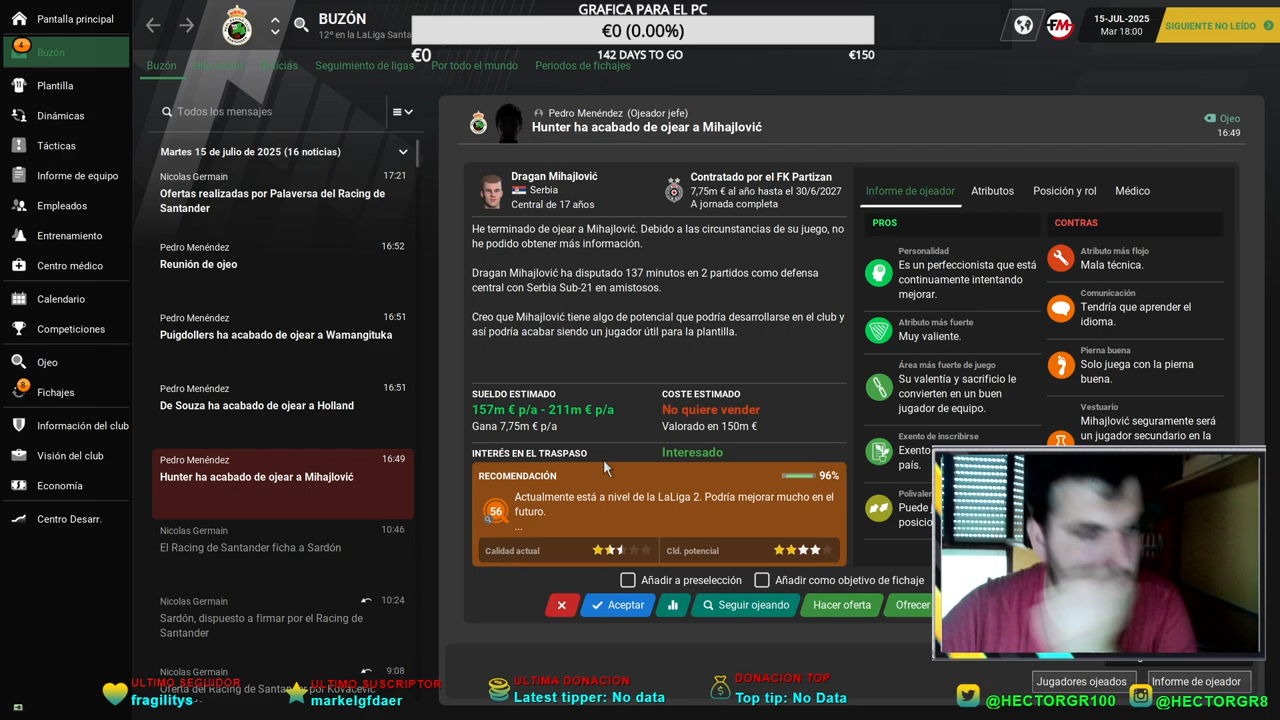 Pantalla principal
4
Buzón
Plantilla
Dinámicas
Tácticas
Informe de equipo
Empleados
Entrenamiento
Centro médico
Calendario
Competiciones
Ojeo
8
Fichajes
Información del club
Visión del club
Economía
Centro Desarr.
BUZÓN
12º en la LaLiga Santa
GRAFICA PARA EL PC
€0 (0.00%)
€0
142 DAYS TO GO
€150
FM
15-JUL-2025
Mar 18:00
SIGUIENTE NO LEÍDO
Buzón
Noticias
Seguimiento de ligas
Por todo el mundo
Periodos de fichajes
Todos los mensajes
Martes 15 de julio de 2025 (16 noticias)
Nicolas Germain
17:21
Ofertas realizadas por Palaversa del Racing de
Santander
Pedro Menéndez
16:52
Reunión de ojeo
Pedro Menéndez
16:51
Puigdollers ha acabado de ojear a Wamangituka
Pedro Menéndez
16:51
De Souza ha acabado de ojear a Holland
Pedro Menéndez
16:49
Hunter ha acabado de ojear a Mihajlović
Nicolas Germain
10:46
El Racing de Santander ficha a Sardón
Nicolas Germain
10:24
Sardón, dispuesto a firmar por el Racing de
Santander
Nicolas Germain
9:08
Oferta del Racing de Santander por Kovacevic
Pedro Menéndez (Ojeador jefe)
Hunter ha acabado de ojear a Mihajlović
Ojeo
16:49
Dragan Mihajlović
Serbia
Central de 17 años
Contratado por el FK Partizan
7,75m € al año hasta el 30/6/2027
A jornada completa
He terminado de ojear a Mihajlović. Debido a las circunstancias de su juego, no
he podido obtener más información.
Dragan Mihajlović ha disputado 137 minutos en 2 partidos como defensa
central con Serbia Sub-21 en amistosos.
Creo que Mihajlović tiene algo de potencial que podría desarrollarse en el club y
así podría acabar siendo un jugador útil para la plantilla.
SUELDO ESTIMADO
157m € p/a - 211m € p/a
Gana 7,75m € p/a
COSTE ESTIMADO
No quiere vender
Valorado en 150m €
INTERÉS EN EL TRASPASO
Interesado
RECOMENDACIÓN
96%
56
Actualmente está a nivel de la LaLiga 2. Podría mejorar mucho en el
futuro.
...
Calidad actual
Cld. potencial
Añadir a preselección
Añadir como objetivo de fichaje
Aceptar
Seguir ojeando
Hacer oferta
Ofrecer
Informe de ojeador
Atributos
Posición y rol
Médico
PROS
Personalidad
Es un perfeccionista que está
continuamente intentando
mejorar.
Atributo más fuerte
Muy valiente.
Área más fuerte de juego
Su valentía y sacrificio le
convierten en un buen
jugador de equipo.
Exento de inscribirse
Exento
país.
Polivalen
Puede
posicio
CONTRAS
Atributo más flojo
Mala técnica.
Comunicación
Tendría que aprender el
idioma.
Pierna buena
Solo juega con la pierna
buena.
Vestuario
Mihajlović seguramente será
un jugador secundario en la
Jugadores ojeados
Informe de ojeador
ULTIMO SEGUIDOR
fragilitys
ULTIMO SUSCRIPTOR
markelgfdaer
ULTIMA DONACION
Latest tipper: No data
DONACION TOP
Top tip: No Data
@HECTORGR100
@HECTORGR8